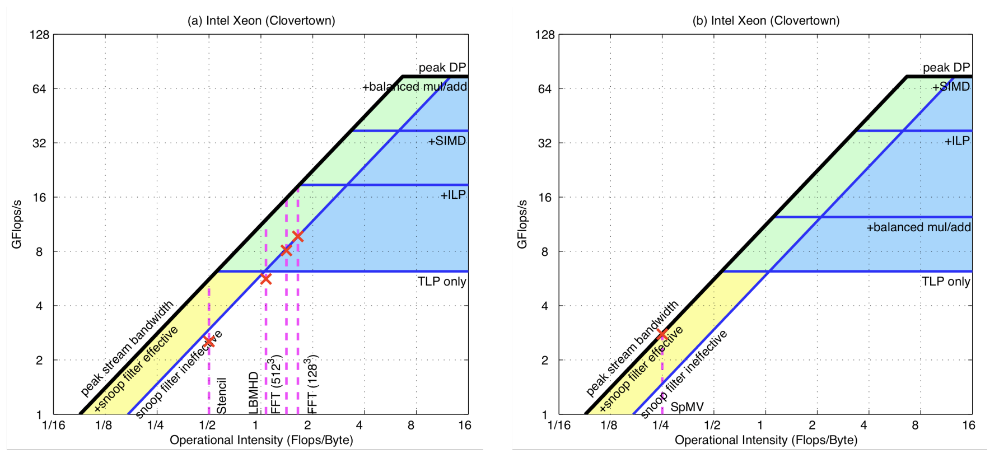 (a) Intel Xeon (Clovertown)
128
64
32
16
8
4
2
1
GFlops/s
peak DP
+balanced mul/add
+SIMD
+ILP
TLP only
peak stream bandwidth
+snoop filter effective
snoop filter ineffective
Stencil
LBMHD
FFT (512³)
FFT (128³)
1/16
1/8
1/4
1/2
1
2
4
8
16
Operational Intensity (Flops/Byte)
(b) Intel Xeon (Clovertown)
128
64
32
16
8
4
2
1
GFlops/s
peak DP
+SIMD
+ILP
+balanced mul/add
TLP only
peak stream bandwidth
+snoop filter effective
snoop filter ineffective
SpMV
1/16
1/8
1/4
1/2
1
2
4
8
16
Operational Intensity (Flops/Byte)